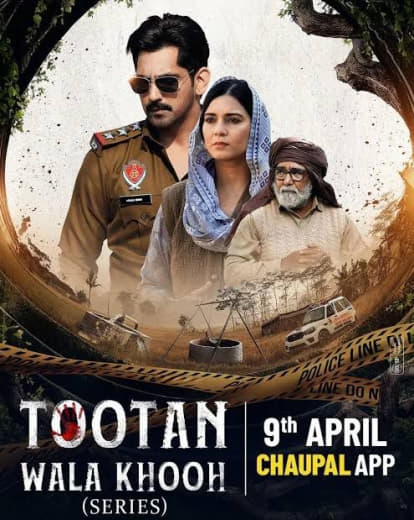 POLICE LINE DO N
LINE DO N
TOOTAN
WALA KHOOH
(SERIES)
9th APRIL
CHAUPAL APP